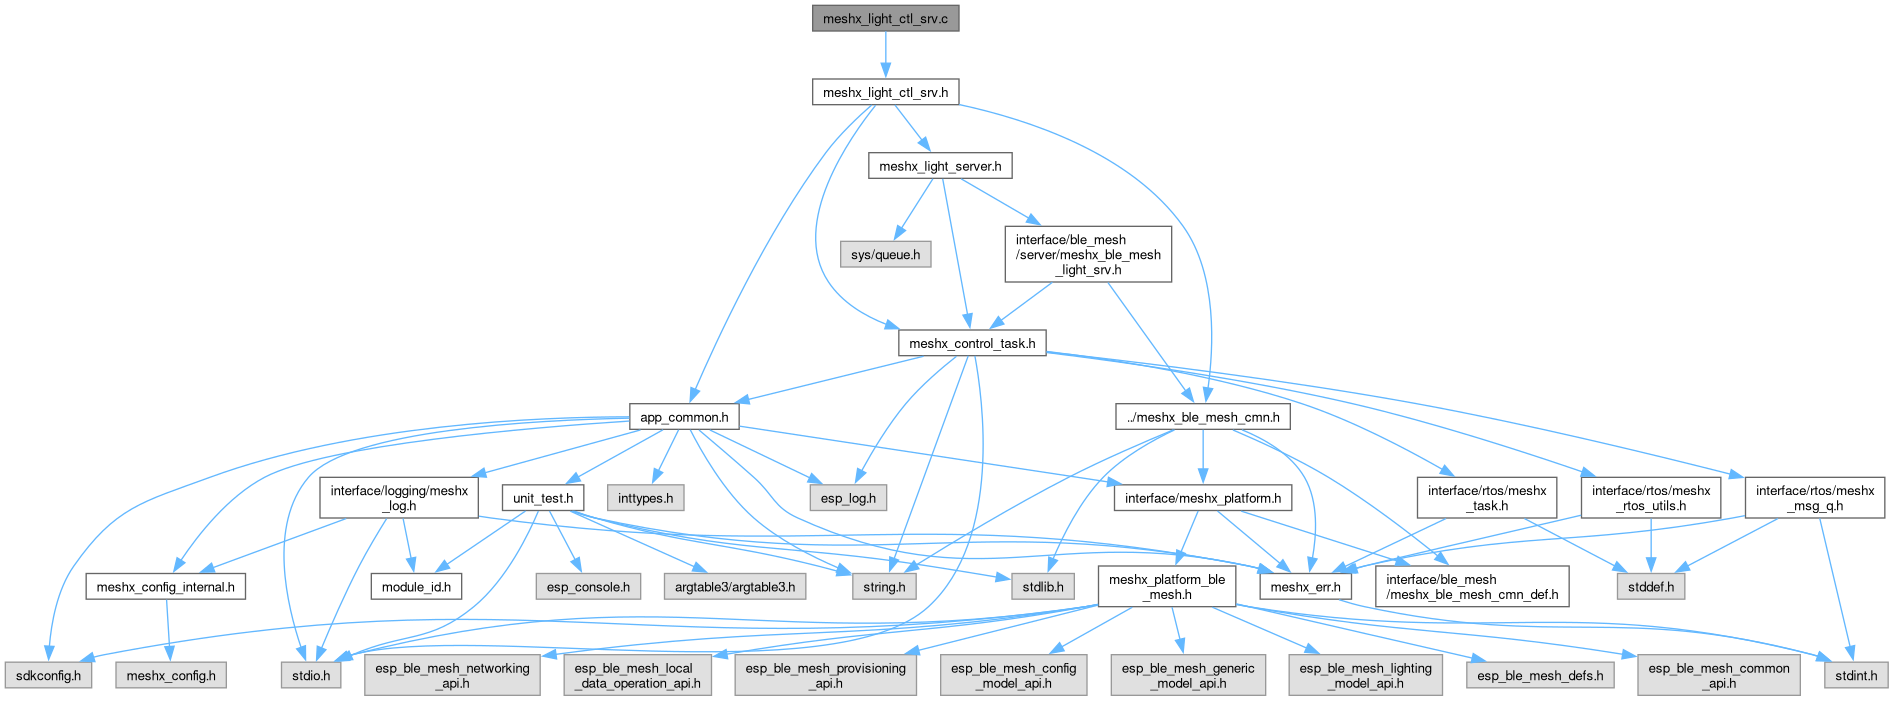 meshx_light_ctl_srv.c
meshx_light_ctl_srv.h
meshx_light_server.h
sys/queue.h
interface/ble_mesh
/server/meshx_ble_mesh
_light_srv.h
meshx_control_task.h
app_common.h
../meshx_ble_mesh_cmn.h
interface/logging/meshx
_log.h
unit_test.h
inttypes.h
esp_log.h
interface/meshx_platform.h
interface/rtos/meshx
_task.h
interface/rtos/meshx
_rtos_utils.h
interface/rtos/meshx
_msg_q.h
meshx_config_internal.h
module_id.h
esp_console.h
argtable3/argtable3.h
string.h
stdlib.h
meshx_platform_ble
_mesh.h
meshx_err.h
interface/ble_mesh
/meshx_ble_mesh_cmn_def.h
stddef.h
sdkconfig.h
meshx_config.h
stdio.h
esp_ble_mesh_networking
_api.h
esp_ble_mesh_local
_data_operation_api.h
esp_ble_mesh_provisioning
_api.h
esp_ble_mesh_config
_model_api.h
esp_ble_mesh_generic
_model_api.h
esp_ble_mesh_lighting
_model_api.h
esp_ble_mesh_defs.h
esp_ble_mesh_common
_api.h
stdint.h